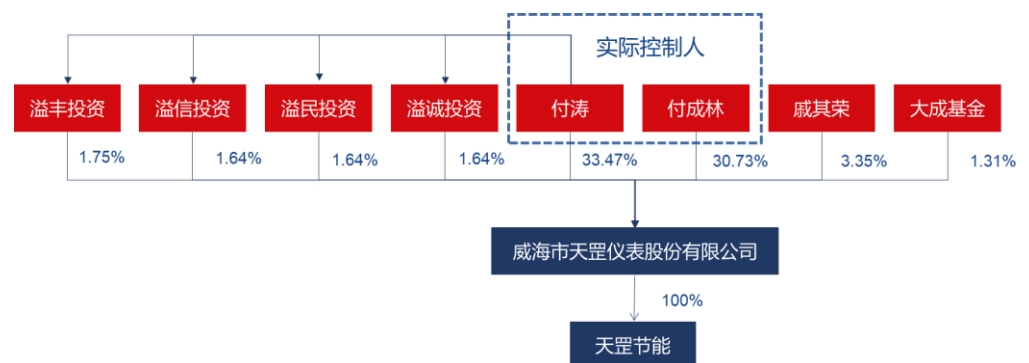 实际控制人
溢丰投资
溢信投资
溢民投资
溢诚投资
付涛
付成林
戚其荣
大成基金
1.75%
1.64%
1.64%
1.64%
33.47%
30.73%
3.35%
1.31%
威海市天罡仪表股份有限公司
100%
天罡节能